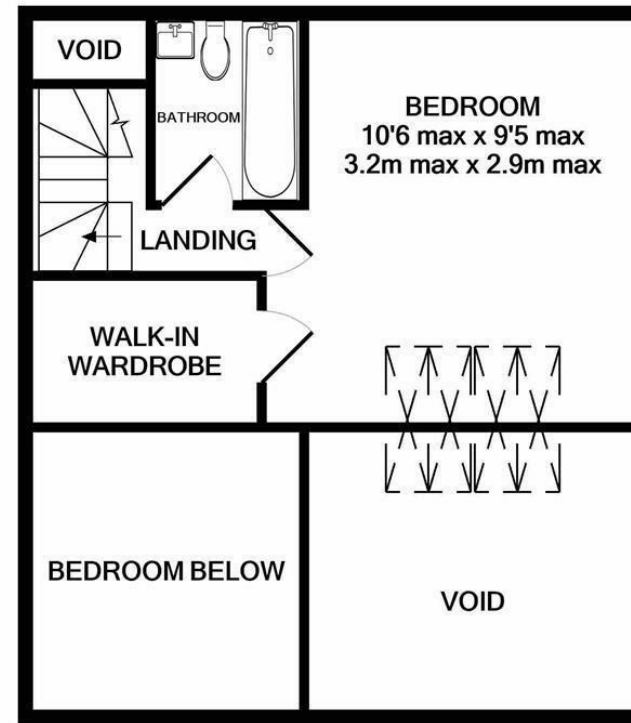 VOID
BATHROOM
BEDROOM
10'6 max x 9'5 max
3.2m max x 2.9m max
LANDING
WALK-IN
WARDROBE
BEDROOM BELOW
VOID